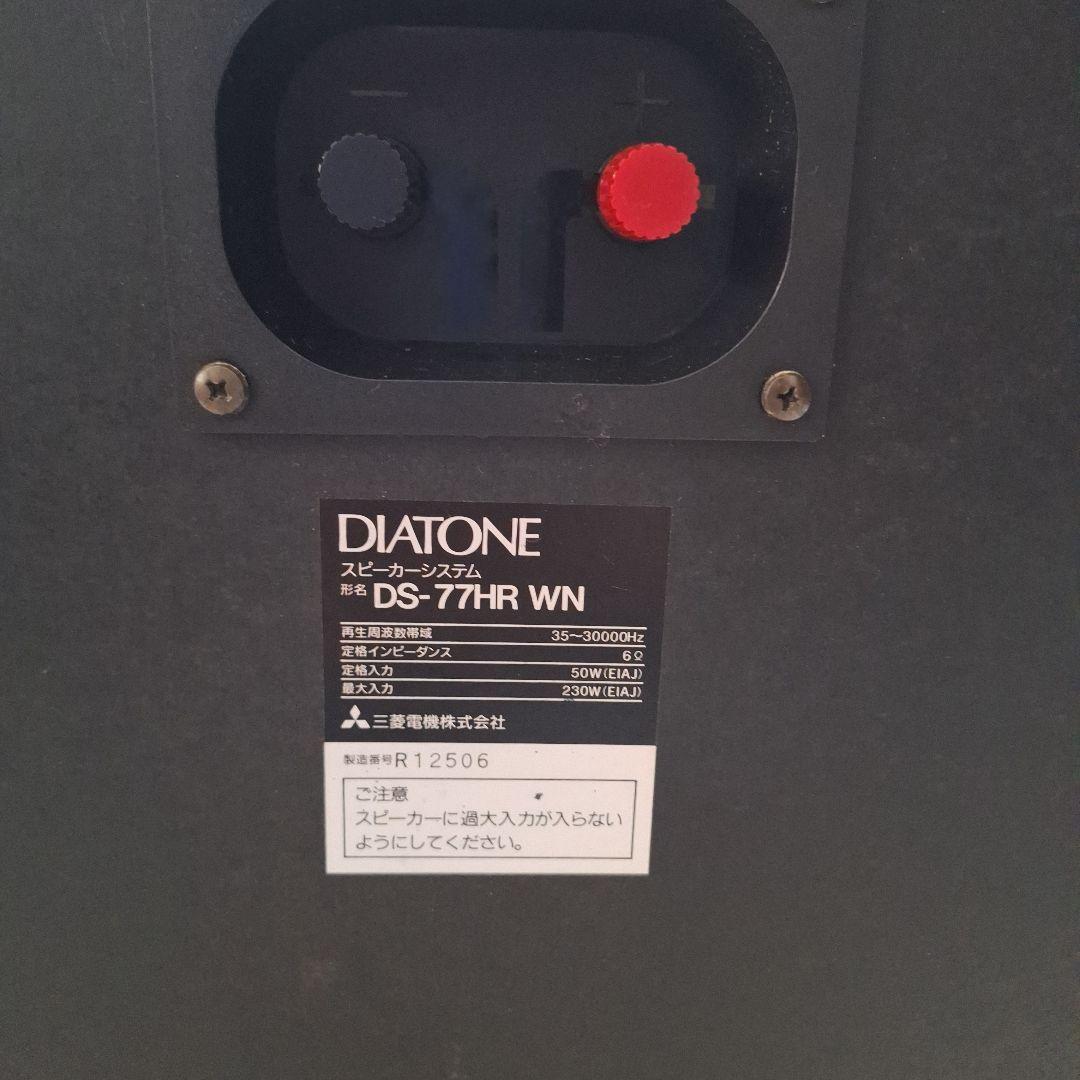 − +
DIATONE
スピーカーシステム
形名 DS-77HR WN
再生周波数帯域 35〜30000Hz
定格インピーダンス 6Ω
定格入力 50W(EIAJ)
最大入力 230W(EIAJ)
三菱電機株式会社
製造番号 R12506
ご注意
スピーカーに過大入力が入らない
ようにしてください。